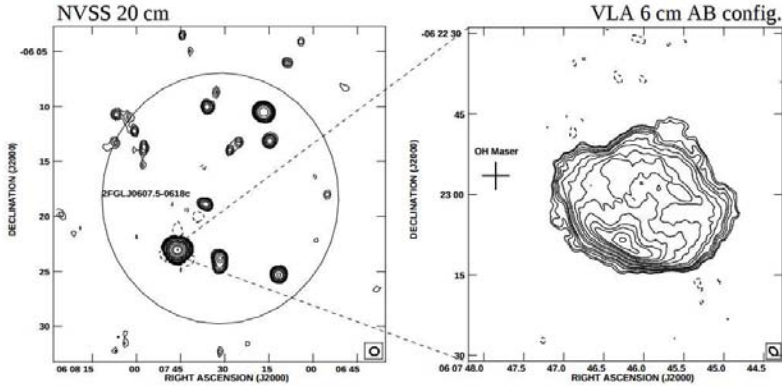 NVSS 20 cm
VLA 6 cm AB config.
-06 05
10
15
20
25
30
DECLINATION (J2000)
2FGLJ0607.5-0618c
06 08 15
00
07 45
30
15
00
06 45
RIGHT ASCENSION (J2000)
-06 22 30
45
23 00
15
30
DECLINATION (J2000)
OH Maser
06 07 48.0
47.5
47.0
46.5
46.0
45.5
45.0
44.5
RIGHT ASCENSION (J2000)